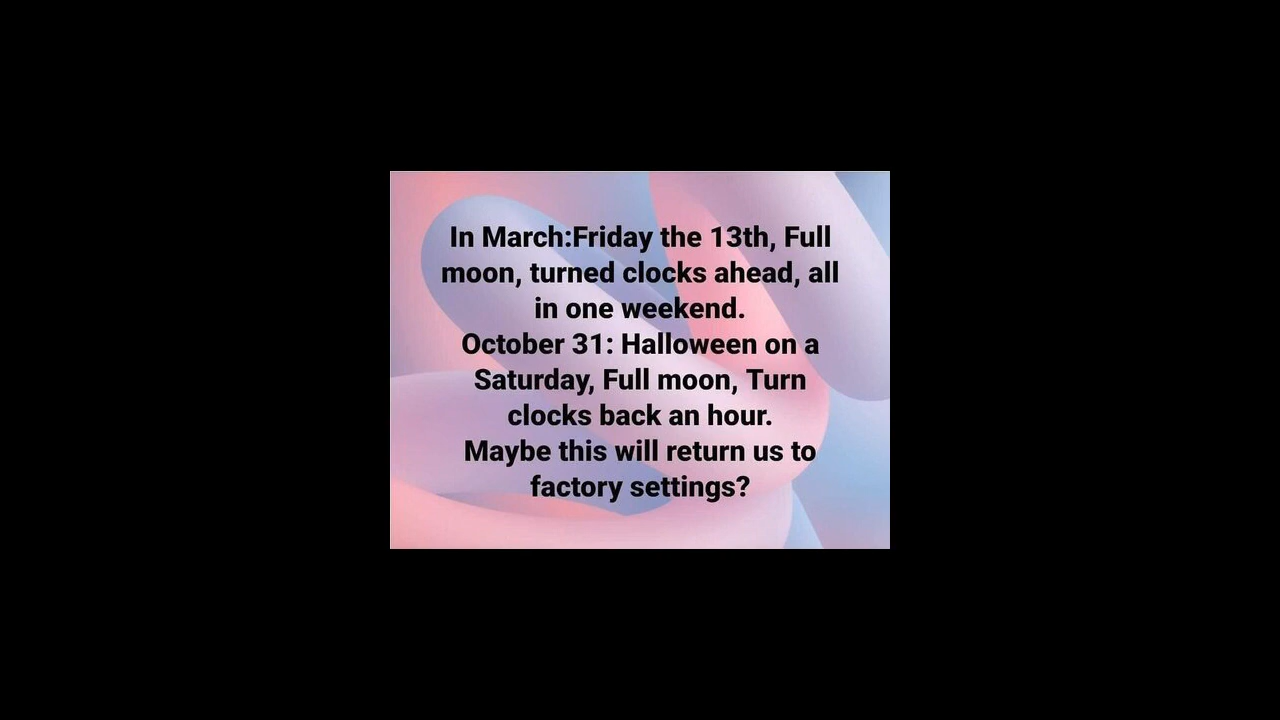 In March:Friday the 13th, Full
moon, turned clocks ahead, all
in one weekend.
October 31: Halloween on a
Saturday, Full moon, Turn
clocks back an hour.
Maybe this will return us to
factory settings?